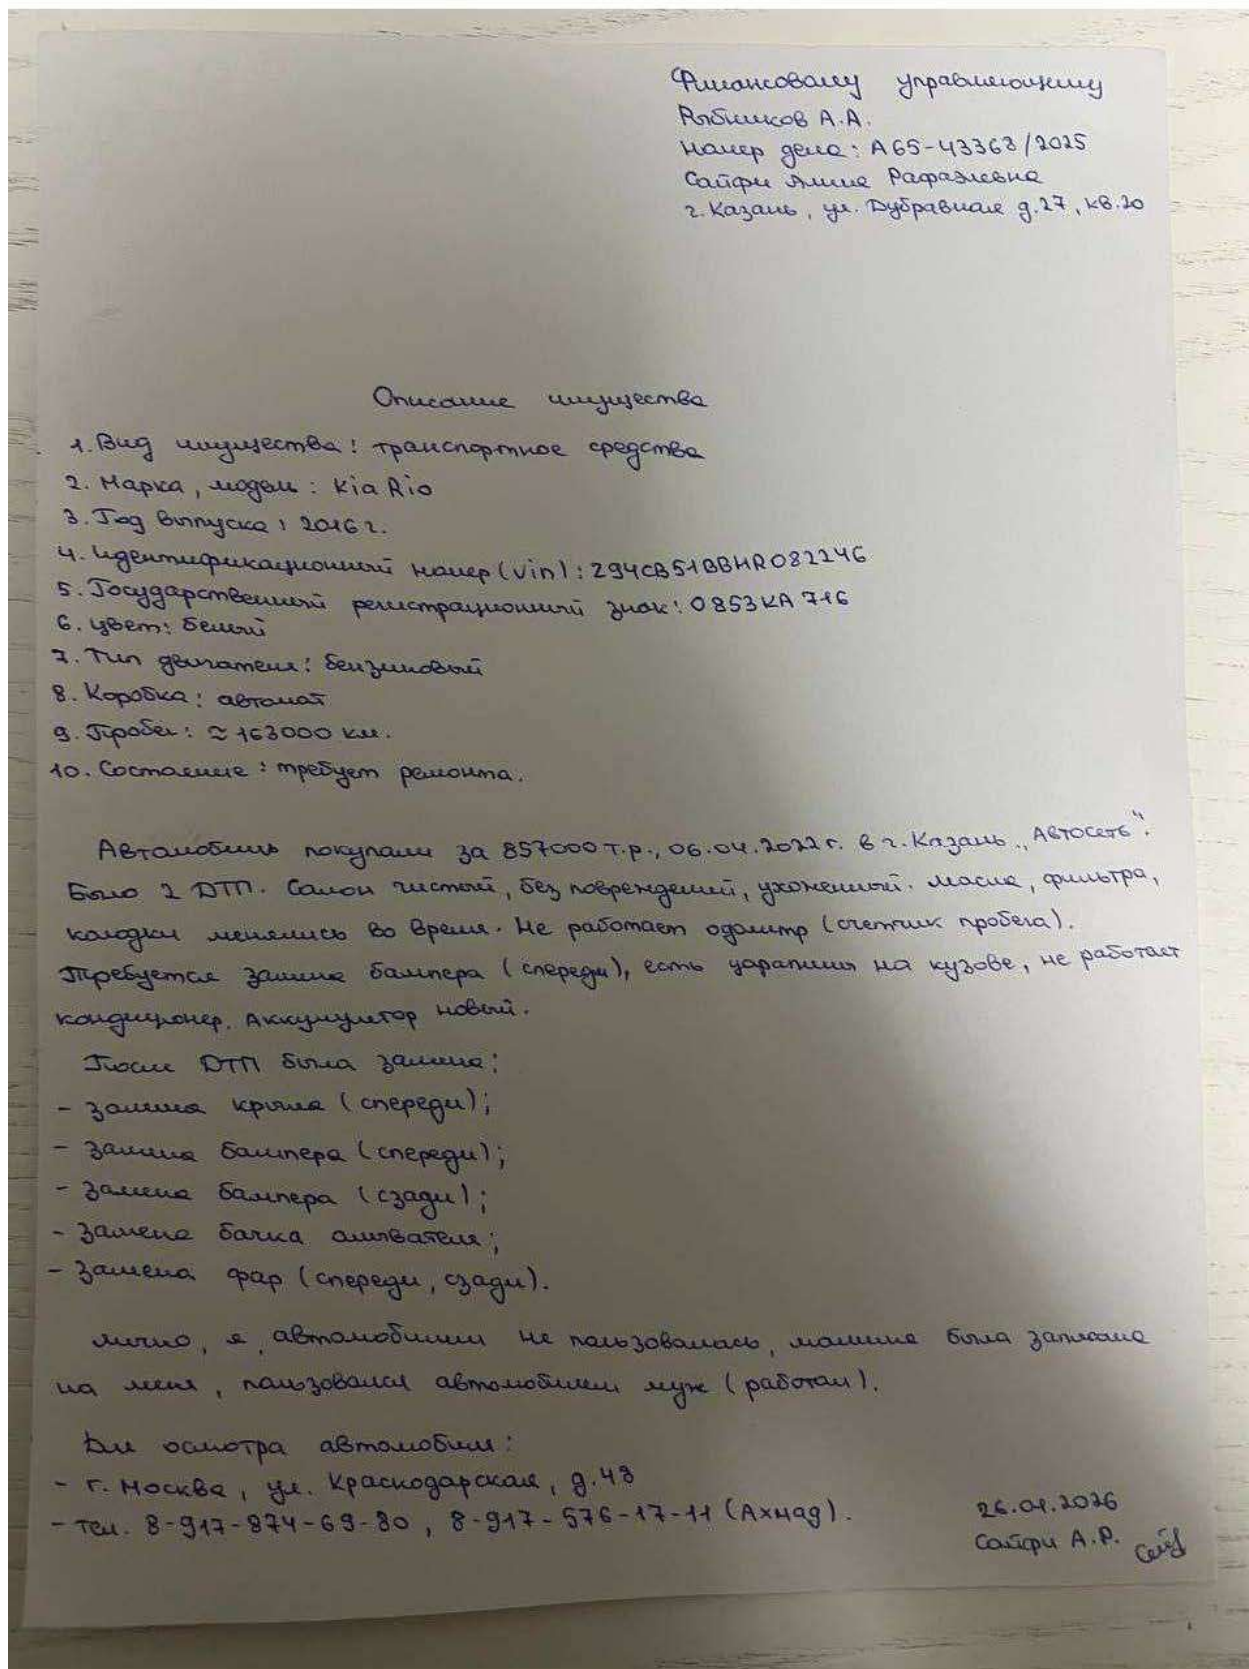 Финансовому управляющему
Рыбников А.А.
Номер дела: А65-43368/2025
Сайфи Алине Рафаэлевна
г. Казань, ул. Дубравная д.27, кв.20
Описание имущества
1. Вид имущества: транспортное средства
2. Марка, модель: Kia Rio
3. Год выпуска: 2016 г.
4. Идентификационный номер (vin): Z94CB51BBHR082246
5. Государственный регистрационный знак: О853КА 716
6. цвет: белый
7. Тип двигателя: бензиновый
8. Коробка: автомат
9. Пробег: ≈ 163000 км.
10. Состояние: требует ремонта.
Автомобиль покупали за 857000 т.р., 06.04.2022 г. в г. Казань „Автосеть".
Было 2 ДТП. Салон чистый, без повреждений, ухоженный. Масла, фильтра,
колодки менялись во время. Не работает одометр (счетчик пробега).
Требуется замена бампера (спереди), есть царапины на кузове, не работает
кондиционер. Аккумулятор новый.
После ДТП была замена:
- замена крыла (спереди);
- замена бампера (спереди);
- замена бампера (сзади);
- замена бачка омывателя;
- замена фар (спереди, сзади).
Лично, я, автомобилем не пользовалась, машина была записана
на меня, пользовался автомобилем муж (работал).
Для осмотра автомобиля:
- г. Москва, ул. Краснодарская, д.48
- тел. 8-917-874-69-80, 8-917-576-17-11 (Ахмад).
26.01.2026
Сайфи А.Р.